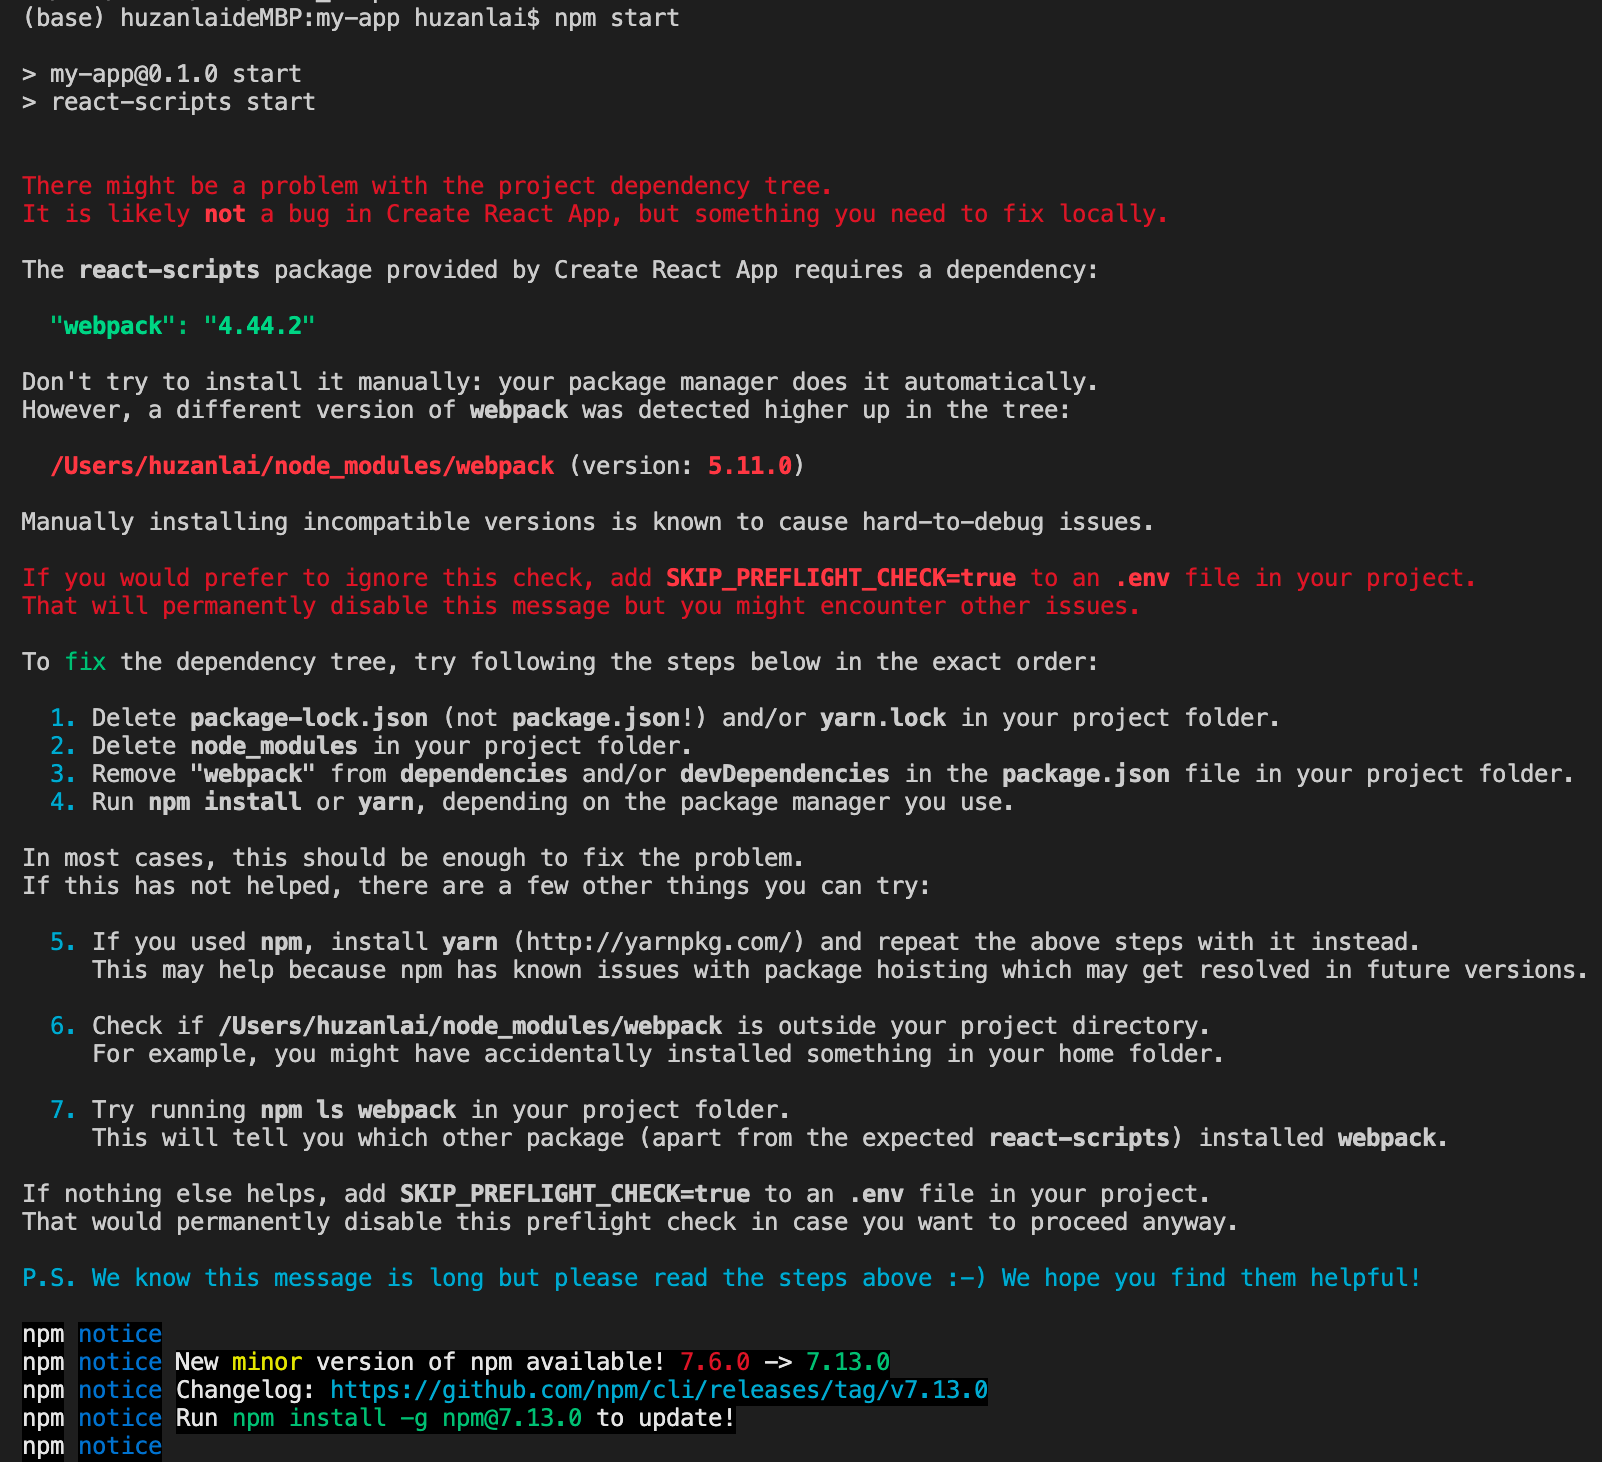 (base) huzanlaideMBP:my-app huzanlai$ npm start
> my-app@0.1.0 start
> react-scripts start
There might be a problem with the project dependency tree.
It is likely not a bug in Create React App, but something you need to fix locally.
The react-scripts package provided by Create React App requires a dependency:
"webpack": "4.44.2"
Don't try to install it manually: your package manager does it automatically.
However, a different version of webpack was detected higher up in the tree:
/Users/huzanlai/node_modules/webpack (version: 5.11.0)
Manually installing incompatible versions is known to cause hard-to-debug issues.
If you would prefer to ignore this check, add SKIP_PREFLIGHT_CHECK=true to an .env file in your project.
That will permanently disable this message but you might encounter other issues.
To fix the dependency tree, try following the steps below in the exact order:
1. Delete package-lock.json (not package.json!) and/or yarn.lock in your project folder.
2. Delete node_modules in your project folder.
3. Remove "webpack" from dependencies and/or devDependencies in the package.json file in your project folder.
4. Run npm install or yarn, depending on the package manager you use.
In most cases, this should be enough to fix the problem.
If this has not helped, there are a few other things you can try:
5. If you used npm, install yarn (http://yarnpkg.com/) and repeat the above steps with it instead.
This may help because npm has known issues with package hoisting which may get resolved in future versions.
6. Check if /Users/huzanlai/node_modules/webpack is outside your project directory.
For example, you might have accidentally installed something in your home folder.
7. Try running npm ls webpack in your project folder.
This will tell you which other package (apart from the expected react-scripts) installed webpack.
If nothing else helps, add SKIP_PREFLIGHT_CHECK=true to an .env file in your project.
That would permanently disable this preflight check in case you want to proceed anyway.
P.S. We know this message is long but please read the steps above :-) We hope you find them helpful!
npm notice
npm notice New minor version of npm available! 7.6.0 -> 7.13.0
npm notice Changelog: https://github.com/npm/cli/releases/tag/v7.13.0
npm notice Run npm install -g npm@7.13.0 to update!
npm notice